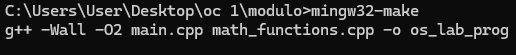 C:\Users\User\Desktop\oc 1\modulo>mingw32-make
g++ -Wall -O2 main.cpp math_functions.cpp -o os_lab_prog